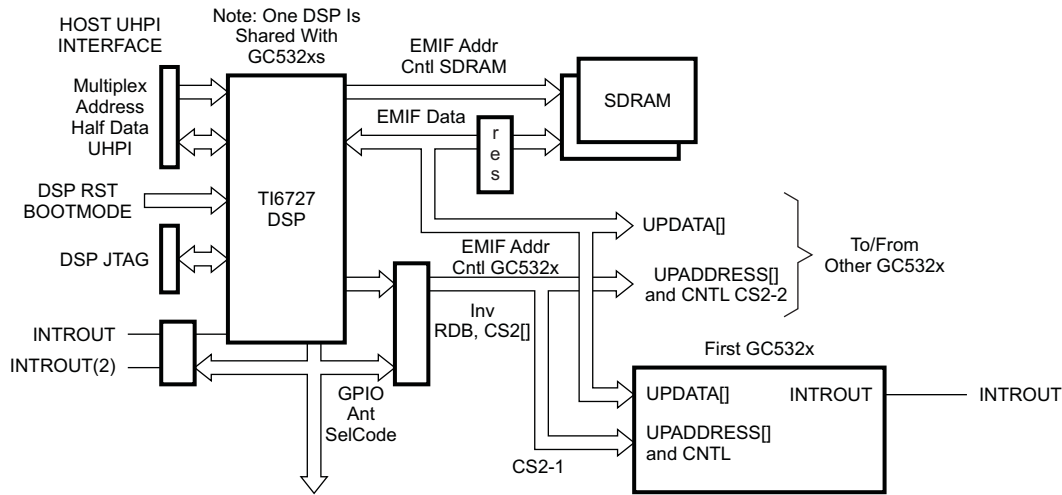 HOST UHPI
INTERFACE
Note: One DSP Is
Shared With
GC532xs
EMIF Addr
Cntl SDRAM
SDRAM
Multiplex
Address
Half Data
UHPI
EMIF Data
r
e
s
DSP RST
BOOTMODE
TI6727
DSP
UPDATA[]
To/From
Other GC532x
DSP JTAG
EMIF Addr
Cntl GC532x
UPADDRESS[]
and CNTL CS2-2
Inv
RDB, CS2[]
INTROUT
INTROUT(2)
First GC532x
GPIO
Ant
SelCode
UPDATA[]
INTROUT
INTROUT
UPADDRESS[]
and CNTL
CS2-1